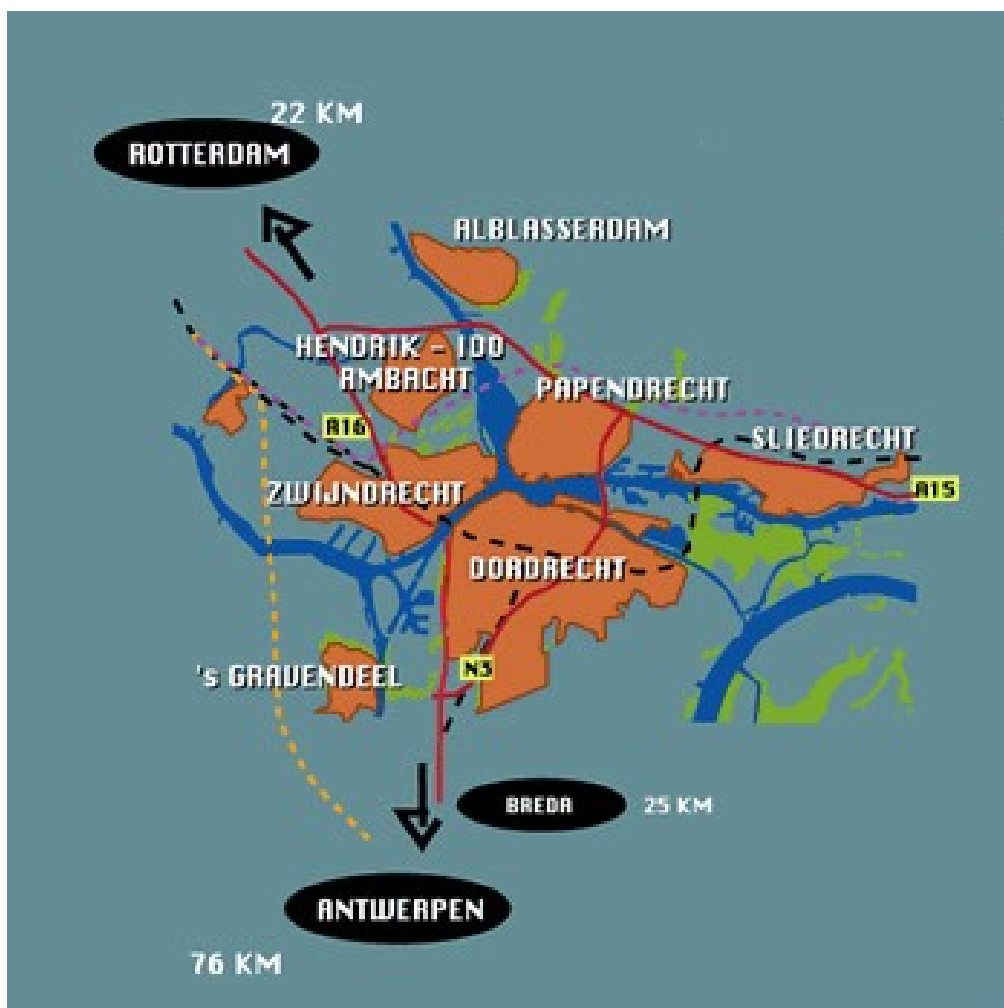 22 KM
ROTTERDAM
ALBLASSERDAM
HENDRIK - IDO
AMBACHT
PAPENDRECHT
A16
SLIEDRECHT
ZWIJNDRECHT
A15
DORDRECHT
's GRAVENDEEL
N3
BREDA 25 KM
ANTWERPEN
76 KM